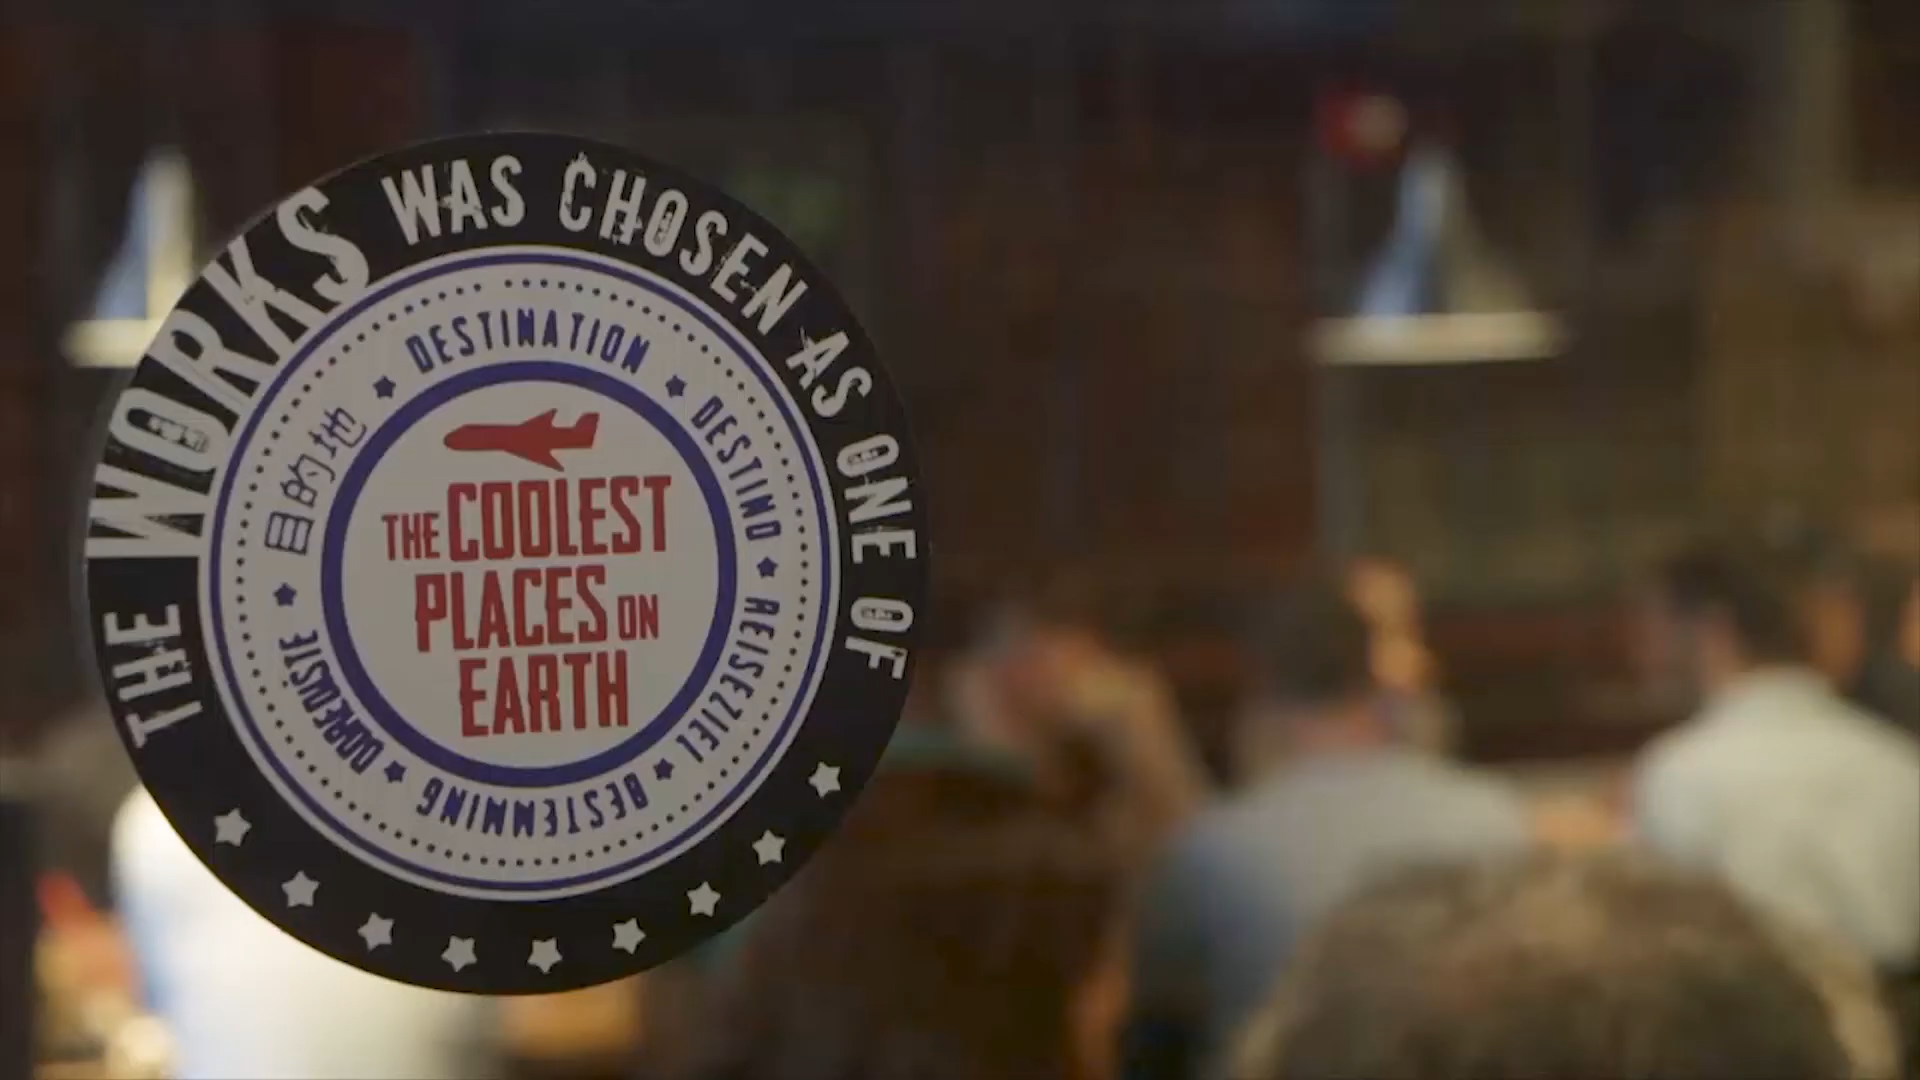 THE WORKS WAS CHOSEN AS ONE OF
THE COOLEST
PLACES ON
EARTH
DESTINATION
DESTINO
REISEZIEL
BESTEMMING
目的地